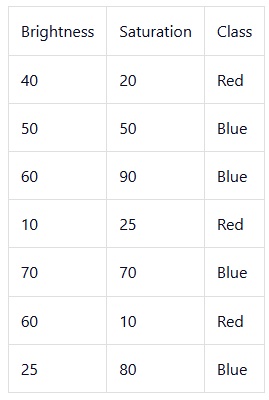 Brightness Saturation Class
40 20 Red
50 50 Blue
60 90 Blue
10 25 Red
70 70 Blue
60 10 Red
25 80 Blue